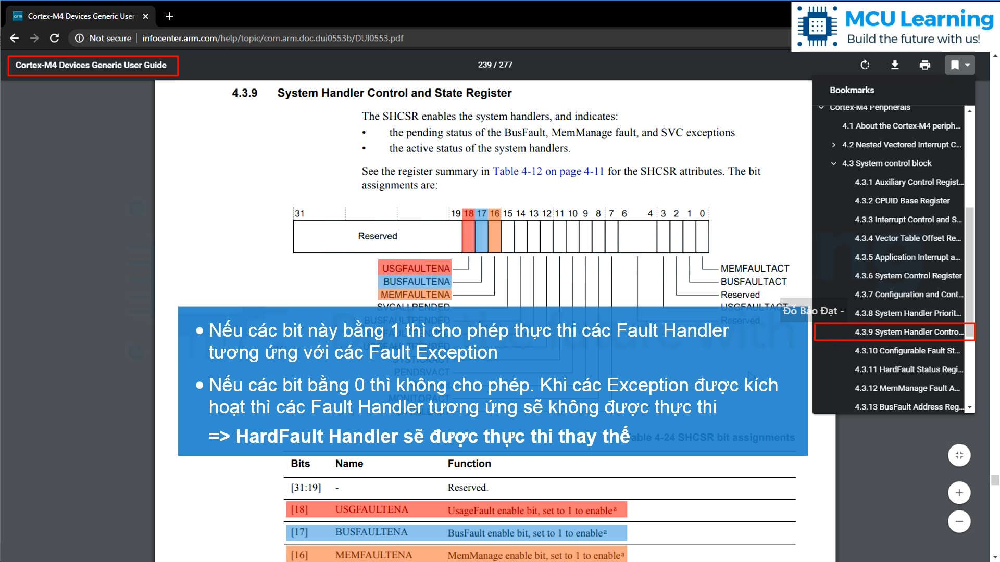 Cortex-M4 Devices Generic User
MCU Learning
Build the future with us!
Not secure
infocenter.arm.com/help/topic/com.arm.doc.dui0553b/DUI0553.pdf
Cortex-M4 Devices Generic User Guide
239 / 277
Bookmarks
Cortex-M4 Peripherals
4.1 About the Cortex-M4 periph...
4.2 Nested Vectored Interrupt C...
4.3 System control block
4.3.1 Auxiliary Control Regist...
4.3.2 CPUID Base Register
4.3.3 Interrupt Control and S...
4.3.4 Vector Table Offset Re...
4.3.5 Application Interrupt a...
4.3.6 System Control Register
4.3.7 Configuration and Cont...
4.3.8 System Handler Priorit...
4.3.9 System Handler Contro...
4.3.10 Configurable Fault St...
4.3.11 HardFault Status Regi...
4.3.12 MemManage Fault A...
4.3.13 BusFault Address Reg...
4.3.9 System Handler Control and State Register
The SHCSR enables the system handlers, and indicates:
• the pending status of the BusFault, MemManage fault, and SVC exceptions
• the active status of the system handlers.
See the register summary in Table 4-12 on page 4-11 for the SHCSR attributes. The bit
assignments are:
31 19 18 17 16 15 14 13 12 11 10 9 8 7 6 4 3 2 1 0
Reserved
USGFAULTENA
BUSFAULTENA
MEMFAULTENA
SVCALLPENDED
BUSFAULTPENDED
SYSTICKACT
PENDSVACT
MONITORACT
MEMFAULTACT
BUSFAULTACT
Reserved
USGFAULTACT
Reserved
Đỗ Bảo Đạt -
• Nếu các bit này bằng 1 thì cho phép thực thi các Fault Handler
tương ứng với các Fault Exception
• Nếu các bit bằng 0 thì không cho phép. Khi các Exception được kích
hoạt thì các Fault Handler tương ứng sẽ không được thực thi
=> HardFault Handler sẽ được thực thi thay thế
Table 4-24 SHCSR bit assignments
Bits Name Function
[31:19] - Reserved.
[18] USGFAULTENA UsageFault enable bit, set to 1 to enableª
[17] BUSFAULTENA BusFault enable bit, set to 1 to enableª
[16] MEMFAULTENA MemManage enable bit, set to 1 to enableª